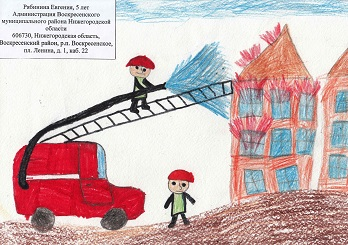 Рябинина Евгения, 5 лет
Администрация Воскресенского
муниципального района Нижегородской
области
606730, Нижегородская область,
Воскресенский район, р.п. Воскресенское,
пл. Ленина, д. 1, каб. 22